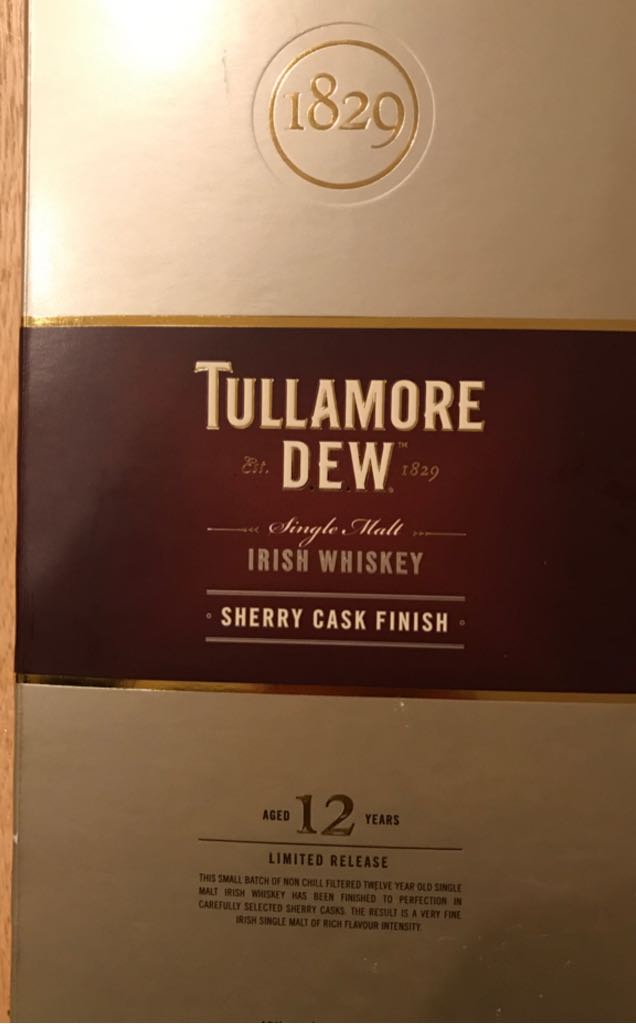 1829
TULLAMORE
Est. D.E.W.™ 1829
Single Malt
IRISH WHISKEY
SHERRY CASK FINISH
AGED 12 YEARS
LIMITED RELEASE
THIS SMALL BATCH OF NON CHILL FILTERED TWELVE YEAR OLD SINGLE
MALT IRISH WHISKEY HAS BEEN FINISHED TO PERFECTION IN
CAREFULLY SELECTED SHERRY CASKS. THE RESULT IS A VERY FINE
IRISH SINGLE MALT OF RICH FLAVOUR INTENSITY.